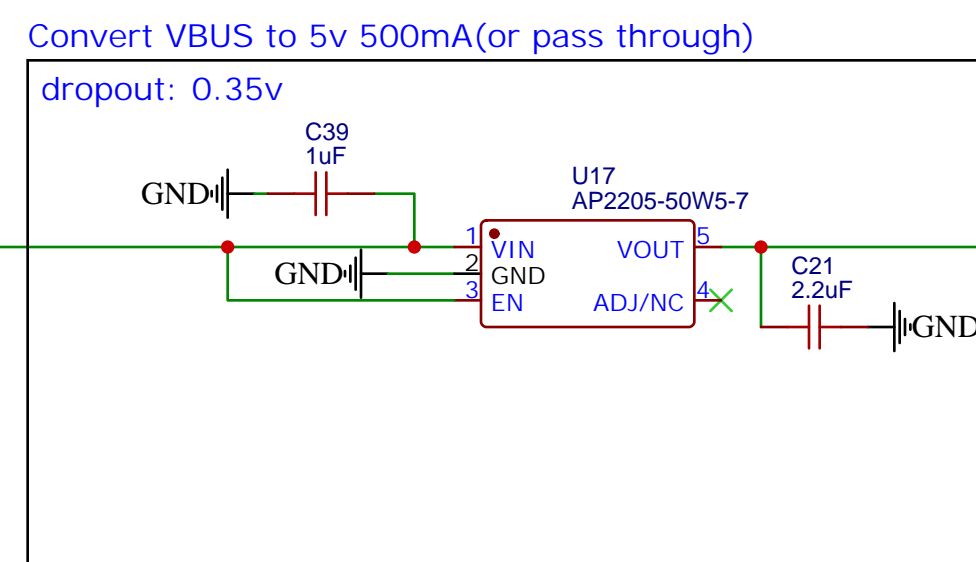 Convert VBUS to 5v 500mA(or pass through)
dropout: 0.35v
C39
1uF
GND
U17
AP2205-50W5-7
1
VIN
VOUT
5
2
GND
GND
3
EN
ADJ/NC
4
C21
2.2uF
GND